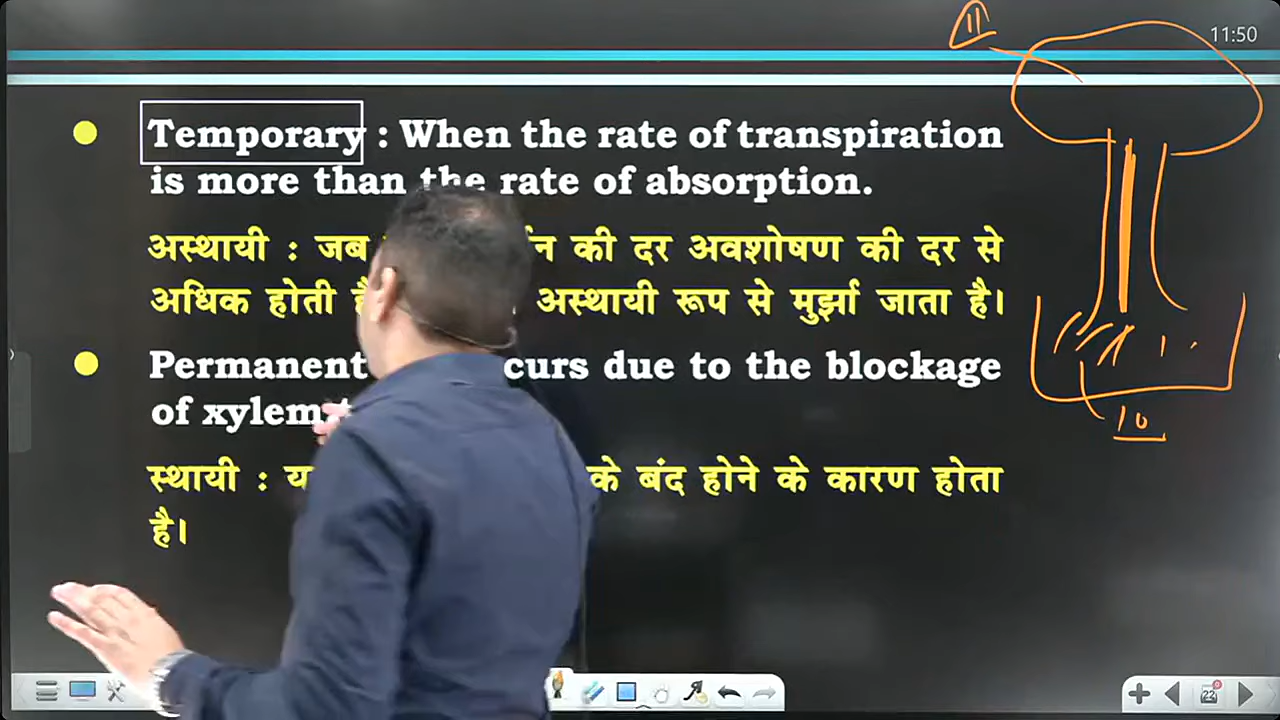 11:50
11
Temporary : When the rate of transpiration
is more than the rate of absorption.
अस्थायी : जब की दर अवशोषण की दर से
अधिक होती अस्थायी रूप से मुर्झा जाता है।
Permanent due to the blockage
of xylem
स्थायी : के बंद होने के कारण होता
है।
10
22